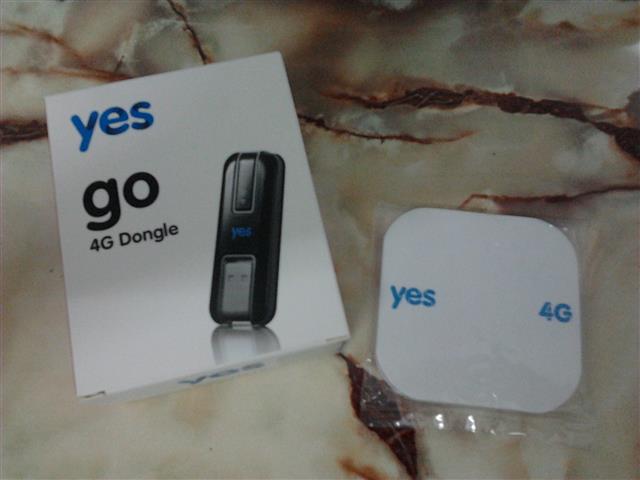 yes
go
4G Dongle
yes
yes
yes
4G